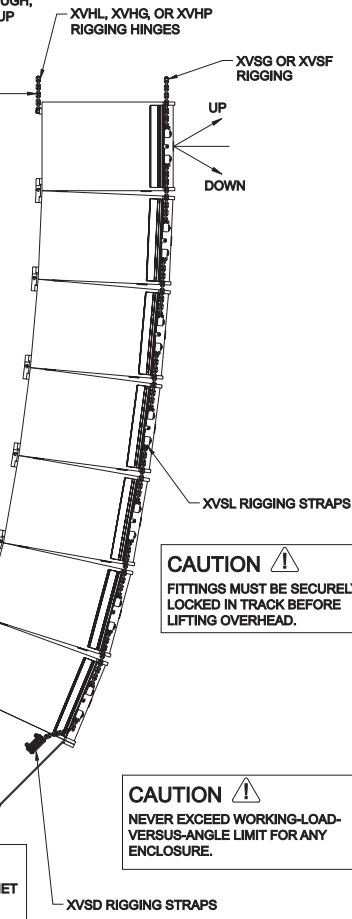 UP
XVHL, XVHG, OR XVHP
RIGGING HINGES
XVSG OR XVSF
RIGGING
UP
DOWN
XVSL RIGGING STRAPS
CAUTION
FITTINGS MUST BE SECURELY
LOCKED IN TRACK BEFORE
LIFTING OVERHEAD.
CAUTION
NEVER EXCEED WORKING-LOAD-
VERSUS-ANGLE LIMIT FOR ANY
ENCLOSURE.
XVSD RIGGING STRAPS